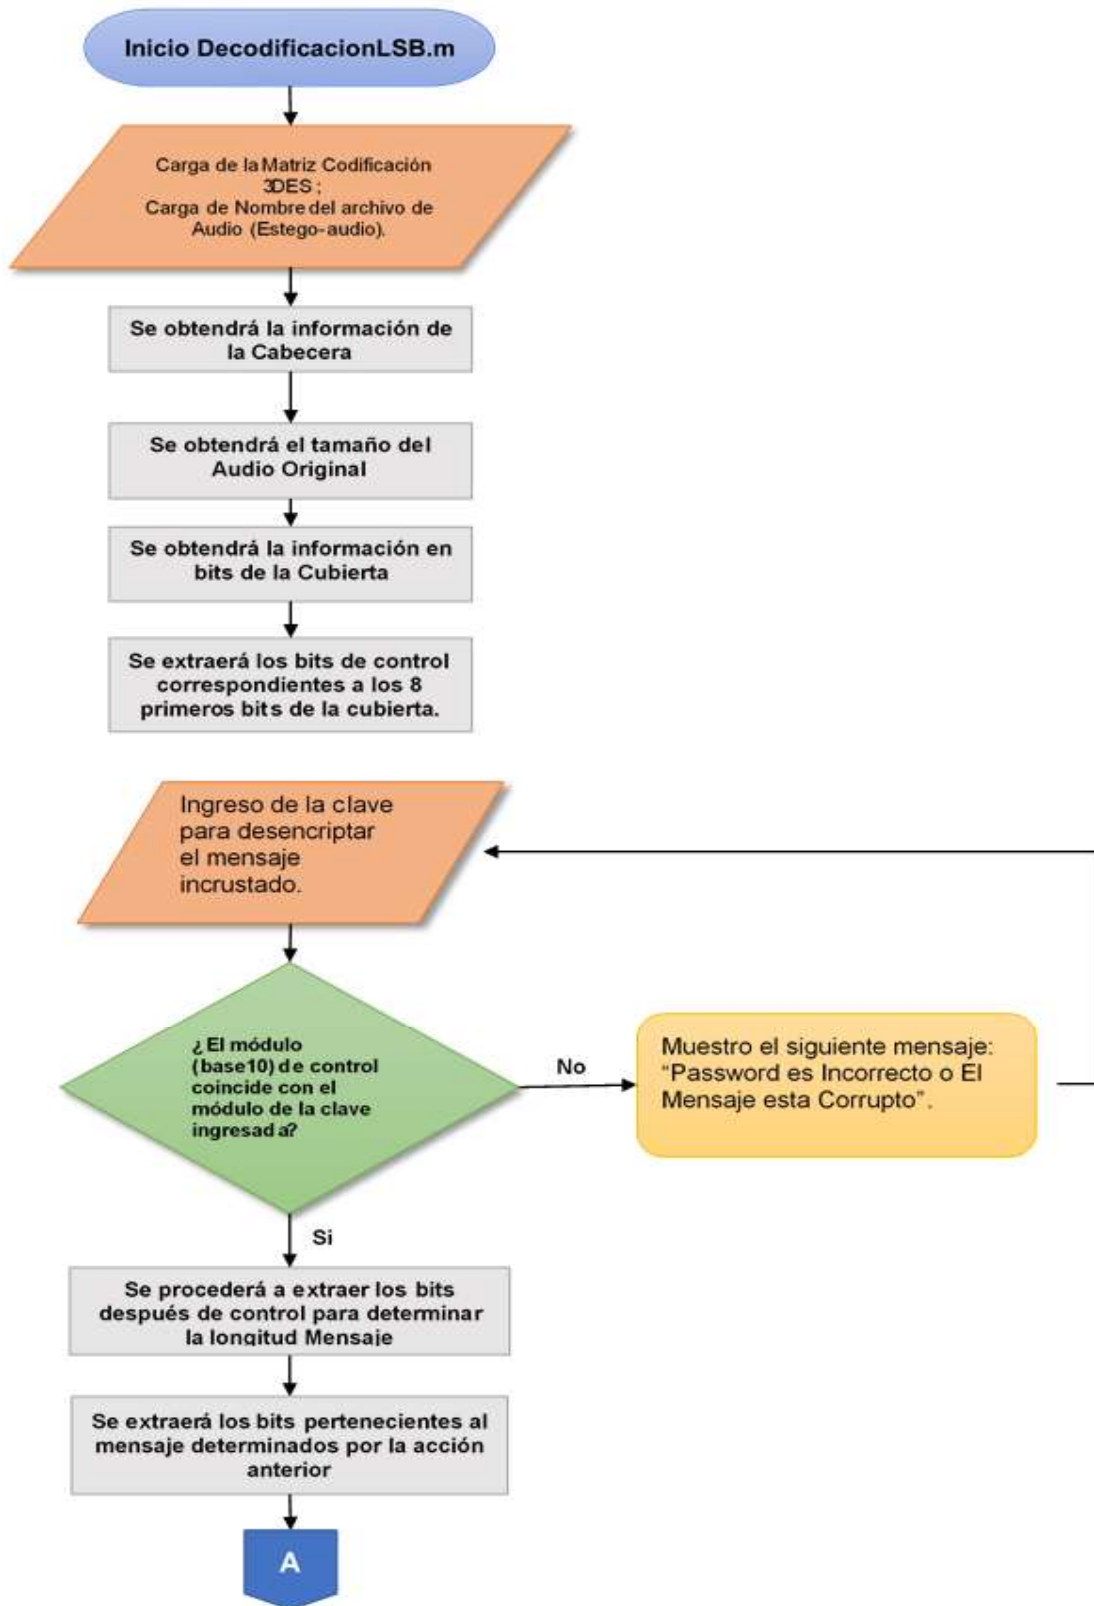 Inicio DecodificacionLSB.m
Carga de la Matriz Codificación
3DES ;
Carga de Nombre del archivo de
Audio (Estego-audio).
Se obtendrá la información de
la Cabecera
Se obtendrá el tamaño del
Audio Original
Se obtendrá la información en
bits de la Cubierta
Se extraerá los bits de control
correspondientes a los 8
primeros bits de la cubierta.
Ingreso de la clave
para desencriptar
el mensaje
incrustado.
¿El módulo
(base10) de control
coincide con el
módulo de la clave
ingresada?
No
Muestro el siguiente mensaje:
“Password es Incorrecto o El
Mensaje esta Corrupto”.
Si
Se procederá a extraer los bits
después de control para determinar
la longitud Mensaje
Se extraerá los bits pertenecientes al
mensaje determinados por la acción
anterior
A